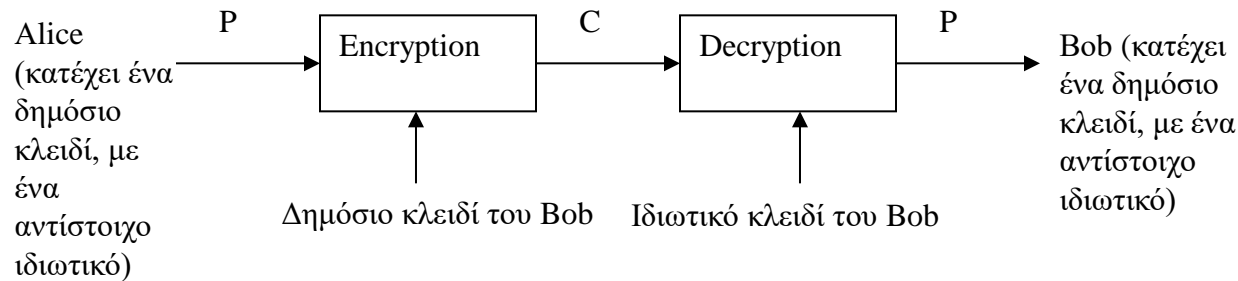 Alice
(κατέχει ένα
δημόσιο
κλειδί, με
ένα
αντίστοιχο
ιδιωτικό)
P
Encryption
Δημόσιο κλειδί του Bob
C
Decryption
Ιδιωτικό κλειδί του Bob
P
Bob (κατέχει
ένα δημόσιο
κλειδί, με ένα
αντίστοιχο
ιδιωτικό)